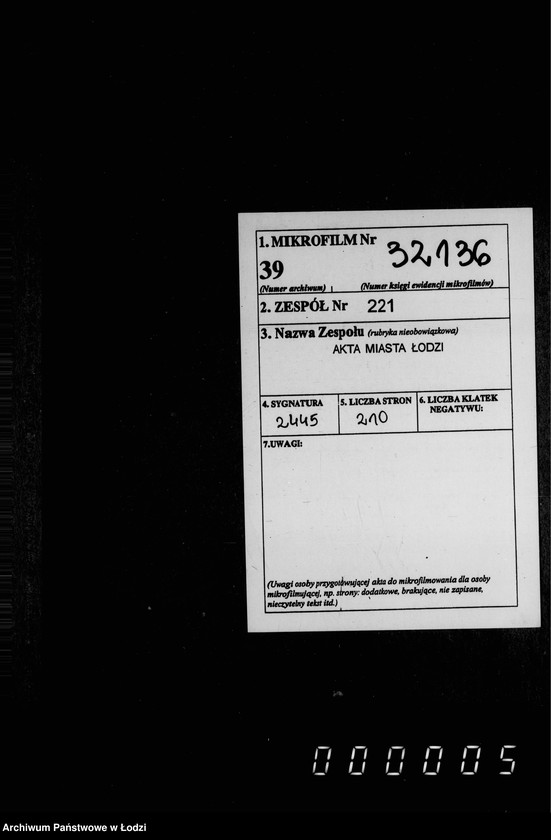 1. MIKROFILM Nr 32136
39
(Numer archiwum) (Numer księgi ewidencji mikrofilmów)
2. ZESPÓŁ Nr 221
3. Nazwa Zespołu (rubryka nieobowiązkowa)
AKTA MIASTA ŁODZI
4. SYGNATURA 5. LICZBA STRON 6. LICZBA KLATEK
NEGATYWU:
2445 210
7.UWAGI:
(Uwagi osoby przygotowującej akta do mikrofilmowania dla osoby
mikrofilmującej, np. strony: dodatkowe, brakujące, nie zapisane,
nieczytelny tekst itd.)
000005
Archiwum Państwowe w Łodzi